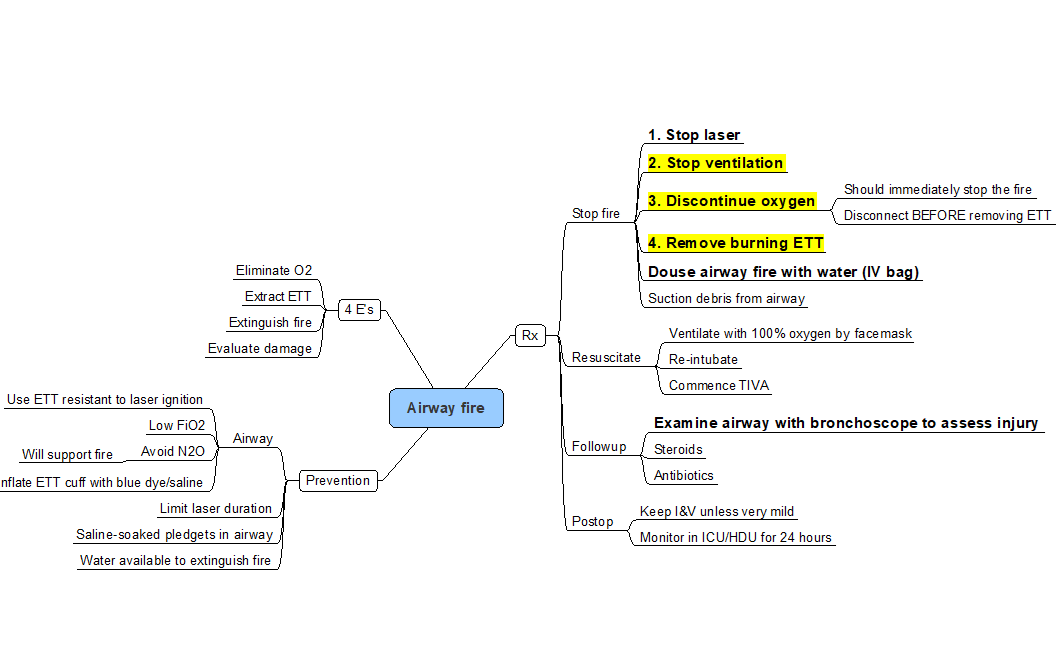 Airway fire
4 E's
Eliminate O2
Extract ETT
Extinguish fire
Evaluate damage
Prevention
Airway
Use ETT resistant to laser ignition
Low FiO2
Avoid N2O
Will support fire
nflate ETT cuff with blue dye/saline
Limit laser duration
Saline-soaked pledgets in airway
Water available to extinguish fire
Rx
Stop fire
1. Stop laser
2. Stop ventilation
3. Discontinue oxygen
Should immediately stop the fire
Disconnect BEFORE removing ETT
4. Remove burning ETT
Douse airway fire with water (IV bag)
Suction debris from airway
Resuscitate
Ventilate with 100% oxygen by facemask
Re-intubate
Commence TIVA
Followup
Examine airway with bronchoscope to assess injury
Steroids
Antibiotics
Postop
Keep I&V unless very mild
Monitor in ICU/HDU for 24 hours